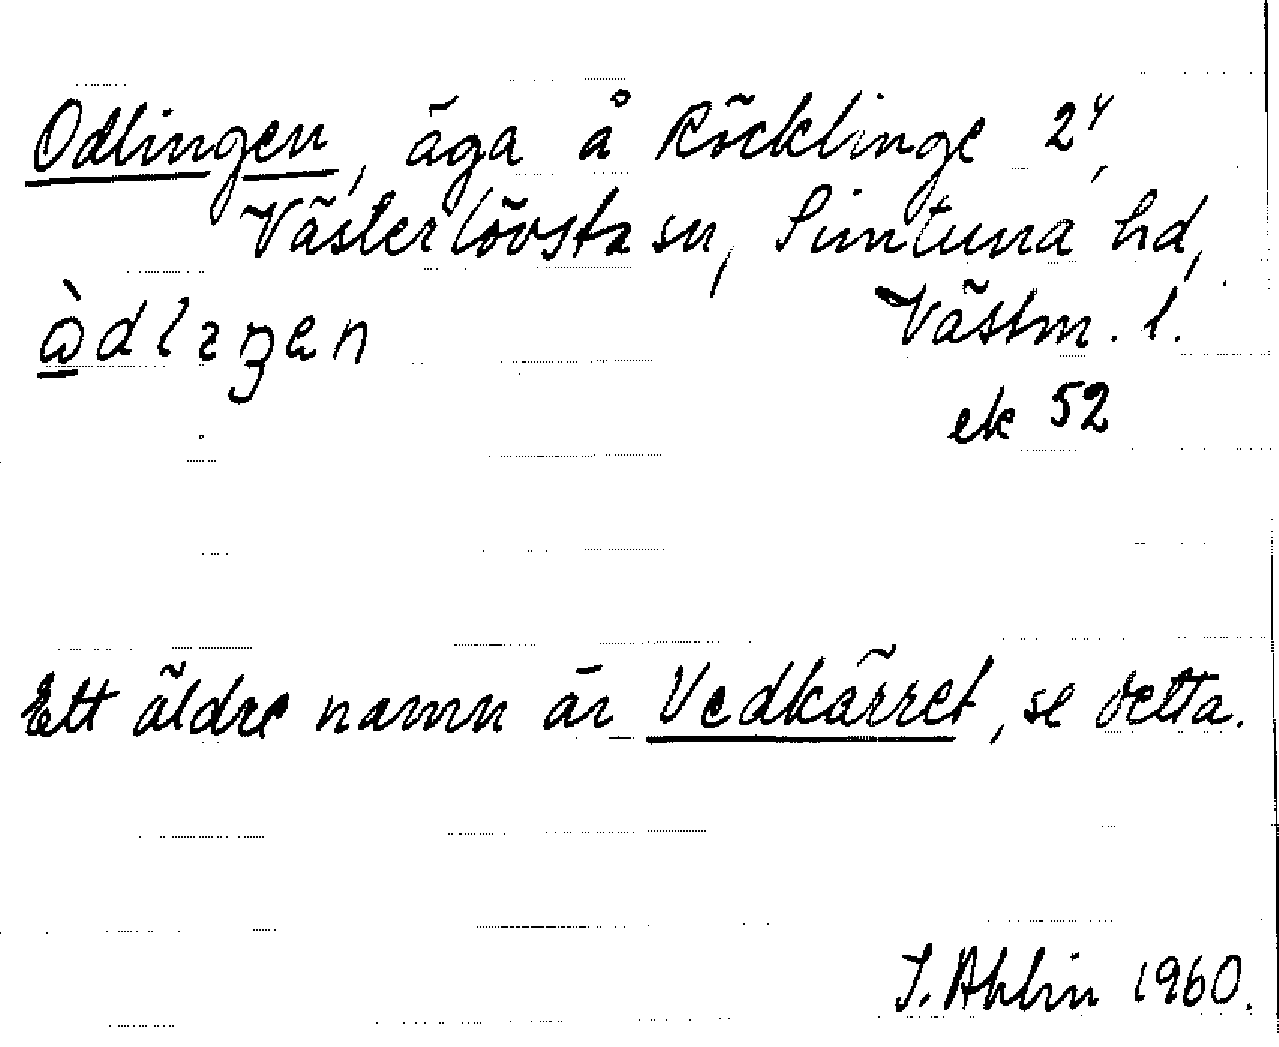 Odlingen, äga å Röcklinge 2⁴,
Västerlövsta sn, Simtuna hd,
Västm. l.
ek 52
Ett äldre namn är Vedkärret, se detta.
I. Ahlin 1960.